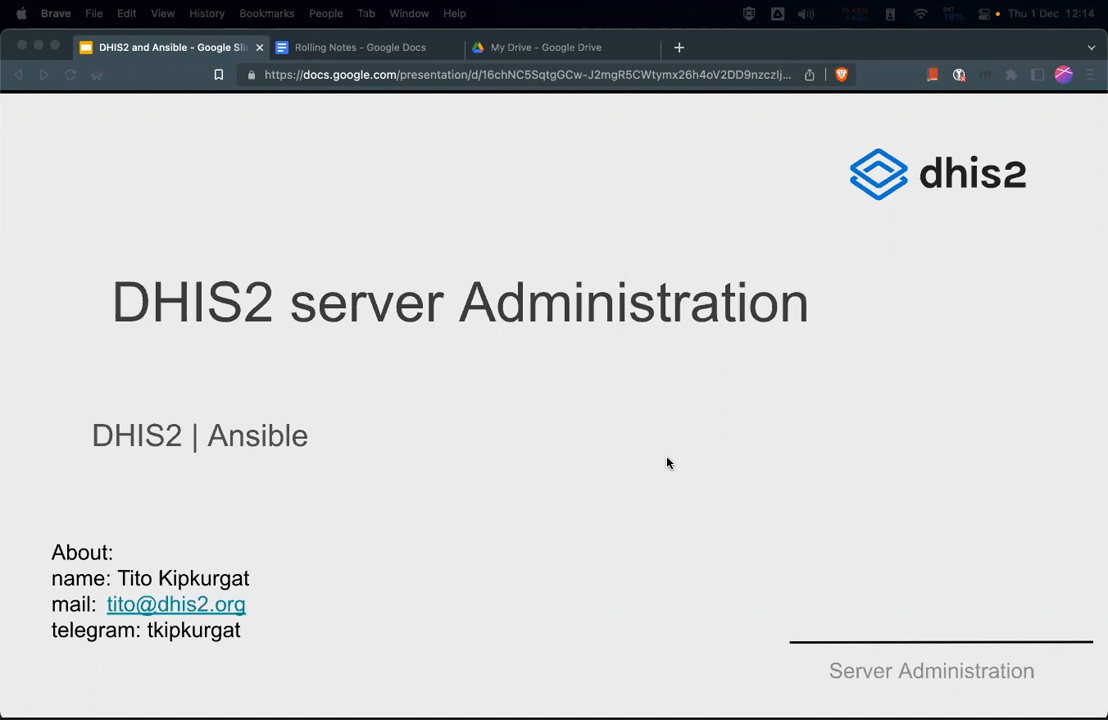 Brave File Edit View History Bookmarks People Tab Window Help 78% Thu 1 Dec 12:14
DHIS2 and Ansible - Google Sli
Rolling Notes - Google Docs
My Drive - Google Drive
https://docs.google.com/presentation/d/16chNC5SqtgGCw-J2mgR5CWtymx26h4oV2DD9nzczlj...
dhis2
DHIS2 server Administration
DHIS2 | Ansible
About:
name: Tito Kipkurgat
mail: tito@dhis2.org
telegram: tkipkurgat
Server Administration